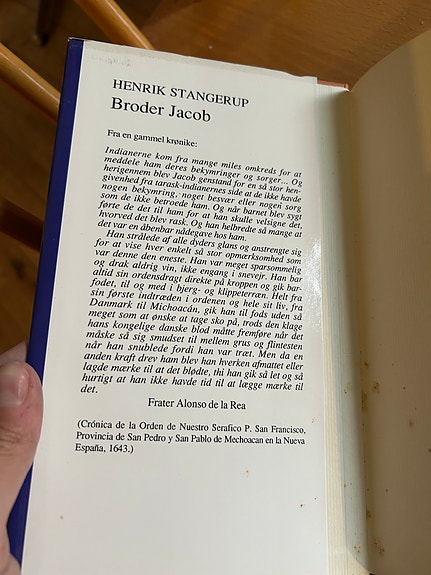 HENRIK STANGERUP
Broder Jacob
Fra en gammel krønike:
Indianerne kom fra mange miles omkreds for at
meddele ham deres bekymringer og sorger... Og
herigennem blev Jacob genstand for en så stor hen-
givenhed fra tarask-indianernes side at de ikke havde
nogen bekymring, noget besvær eller nogen sorg
som de ikke betroede ham. Og når barnet blev sygt
førte de det til ham for at han skulle velsigne det,
hvorved det blev rask. Og han helbredte så mange at
det var en åbenbar nådegave hos ham.
Han strålede af alle dyders glans og anstrengte sig
for at vise hver enkelt så stor opmærksomhed som
var denne den eneste. Han var meget sparsommelig
og drak aldrig vin, ikke engang i snevejr. Han bar
altid sin ordensdragt direkte på kroppen og gik bar-
fodet, til og med i bjerg- og klippeterræn. Helt fra
sin første indtræden i ordenen og hele sit liv, fra
Danmark til Michoacán, gik han til fods uden så
meget som at ønske at tage sko på, trods den klage
hans kongelige danske blod måtte fremføre når det
måske så sig smudset til mellem grus og flintesten
når han snublede fordi han var træt. Men da en
anden kraft drev ham blev han hverken afmattet eller
lagde mærke til at det blødte, thi han gik så let og så
hurtigt at han ikke havde tid til at lægge mærke til
det.
Frater Alonso de la Rea
(Crónica de la Orden de Nuestro Serafico P. San Francisco,
Provincia de San Pedro y San Pablo de Mechoacan en la Nueva
España, 1643.)